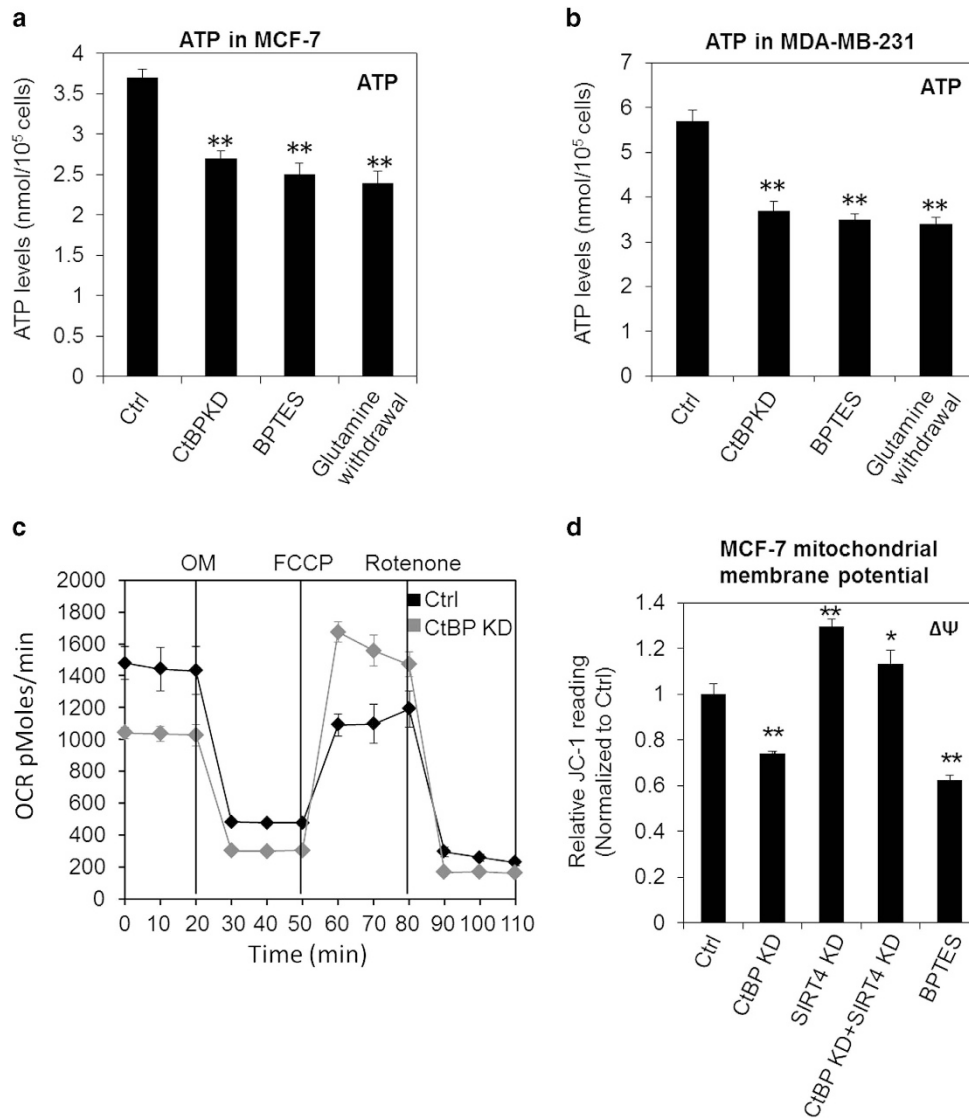 a
ATP in MCF-7
ATP
ATP levels (nmol/10⁵ cells)
4
3.5
3
2.5
2
1.5
1
0.5
0
**
**
**
Ctrl
CtBPKD
BPTES
Glutamine
withdrawal
b
ATP in MDA-MB-231
ATP
ATP levels (nmol/10⁵ cells)
7
6
5
4
3
2
1
0
**
**
**
Ctrl
CtBPKD
BPTES
Glutamine
withdrawal
c
OM FCCP Rotenone
Ctrl
CtBP KD
OCR pMoles/min
2000
1800
1600
1400
1200
1000
800
600
400
200
0
0 10 20 30 40 50 60 70 80 90 100 110
Time (min)
d
MCF-7 mitochondrial
membrane potential
ΔΨ
Relative JC-1 reading
(Normalized to Ctrl)
1.4
1.2
1
0.8
0.6
0.4
0.2
0
**
**
*
**
Ctrl
CtBP KD
SIRT4 KD
CtBP KD+SIRT4 KD
BPTES